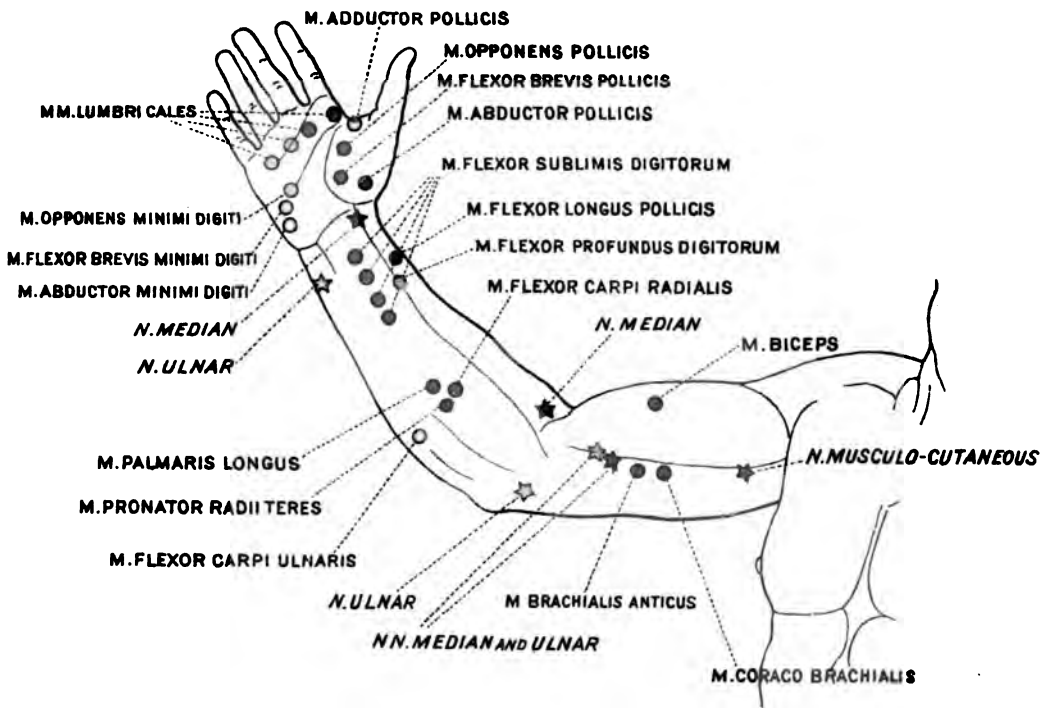 M. ADDUCTOR POLLICIS
M. OPPONENS POLLICIS
M. FLEXOR BREVIS POLLICIS
MM. LUMBRICALES
M. ABDUCTOR POLLICIS
M. FLEXOR SUBLIMIS DIGITORUM
M. OPPONENS MINIMI DIGITI
M. FLEXOR LONGUS POLLICIS
M. FLEXOR PROFUNDUS DIGITORUM
M. FLEXOR BREVIS MINIMI DIGITI
M. ABDUCTOR MINIMI DIGITI
M. FLEXOR CARPI RADIALIS
N. MEDIAN
N. MEDIAN
M. BICEPS
N. ULNAR
M. PALMARIS LONGUS
N. MUSCULO-CUTANEOUS
M. PRONATOR RADII TERES
M. FLEXOR CARPI ULNARIS
N. ULNAR
M BRACHIALIS ANTICUS
NN. MEDIAN AND ULNAR
M. CORACO BRACHIALIS